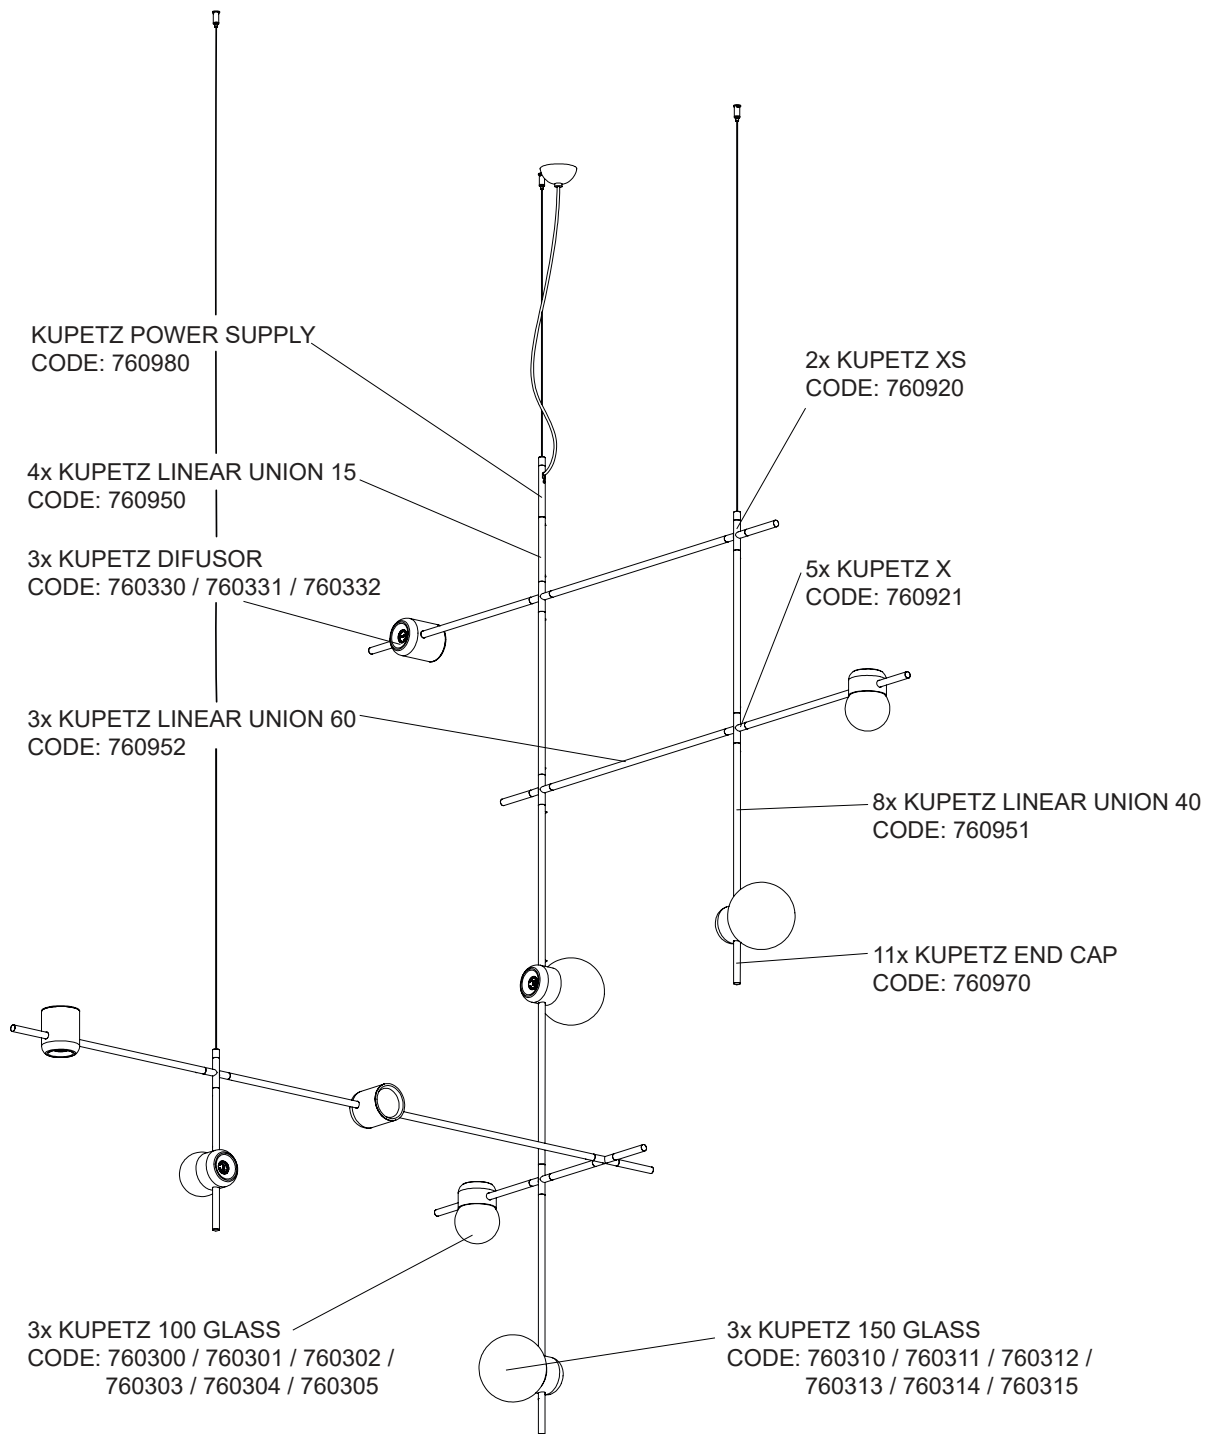 KUPETZ POWER SUPPLY
CODE: 760980
2x KUPETZ XS
CODE: 760920
4x KUPETZ LINEAR UNION 15
CODE: 760950
3x KUPETZ DIFUSOR
CODE: 760330 / 760331 / 760332
5x KUPETZ X
CODE: 760921
3x KUPETZ LINEAR UNION 60
CODE: 760952
8x KUPETZ LINEAR UNION 40
CODE: 760951
11x KUPETZ END CAP
CODE: 760970
3x KUPETZ 100 GLASS
CODE: 760300 / 760301 / 760302 /
760303 / 760304 / 760305
3x KUPETZ 150 GLASS
CODE: 760310 / 760311 / 760312 /
760313 / 760314 / 760315